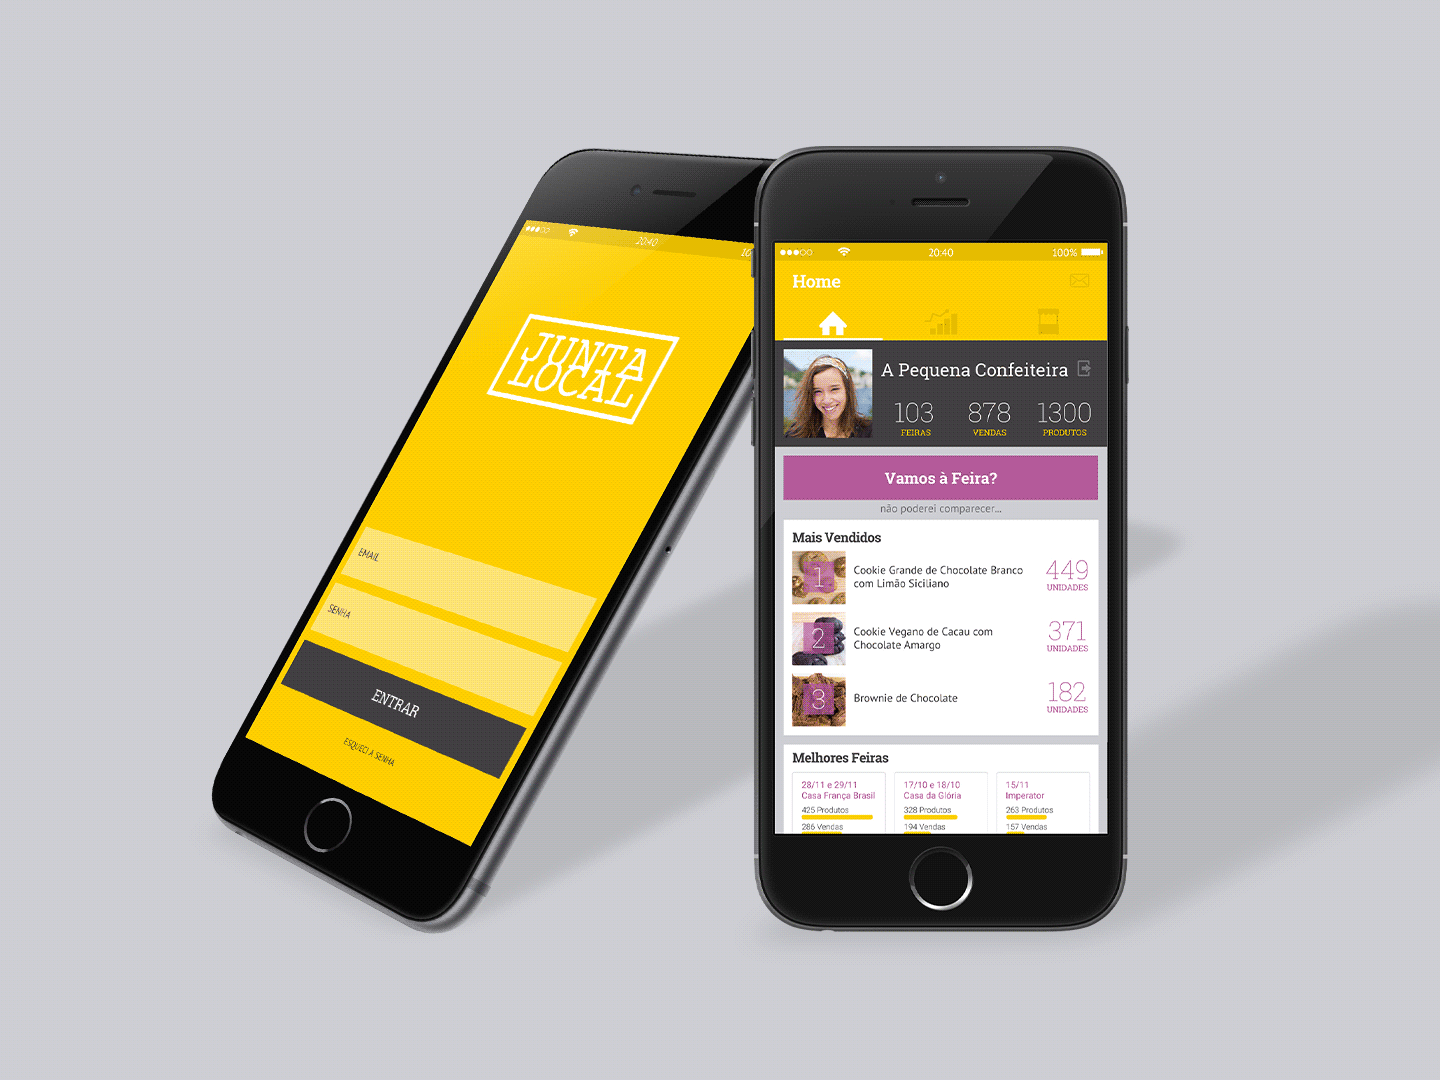 20:40
JUNTA
LOCAL
EMAIL
SENHA
ENTRAR
ESQUECI A SENHA
20:40
100%
Home
A Pequena Confeiteira
103
878
1300
FEIRAS
VENDAS
PRODUTOS
Vamos à Feira?
não poderei comparecer...
Mais Vendidos
1
Cookie Grande de Chocolate Branco
com Limão Siciliano
449
UNIDADES
2
Cookie Vegano de Cacau com
Chocolate Amargo
371
UNIDADES
3
Brownie de Chocolate
182
UNIDADES
Melhores Feiras
28/11 e 29/11
Casa França Brasil
425 Produtos
286 Vendas
17/10 e 18/10
Casa da Glória
328 Produtos
194 Vendas
15/11
Imperator
263 Produtos
157 Vendas